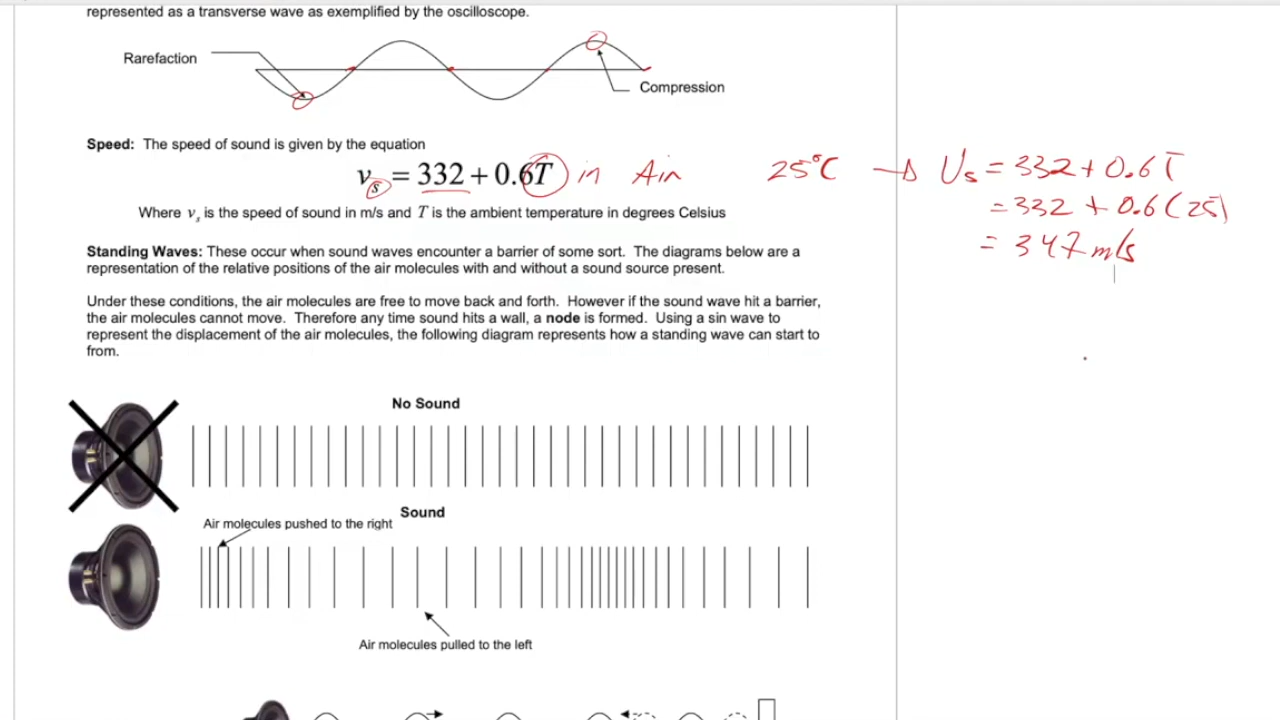 represented as a transverse wave as exemplified by the oscilloscope.
Rarefaction
Compression
Speed: The speed of sound is given by the equation
vₛ = 332 + 0.6T in Air
25°C → Us = 332 + 0.6T
= 332 + 0.6(25)
= 347 m/s
Where vₛ is the speed of sound in m/s and T is the ambient temperature in degrees Celsius
Standing Waves: These occur when sound waves encounter a barrier of some sort. The diagrams below are a
representation of the relative positions of the air molecules with and without a sound source present.
Under these conditions, the air molecules are free to move back and forth. However if the sound wave hit a barrier,
the air molecules cannot move. Therefore any time sound hits a wall, a node is formed. Using a sin wave to
represent the displacement of the air molecules, the following diagram represents how a standing wave can start to
from.
No Sound
Sound
Air molecules pushed to the right
Air molecules pulled to the left